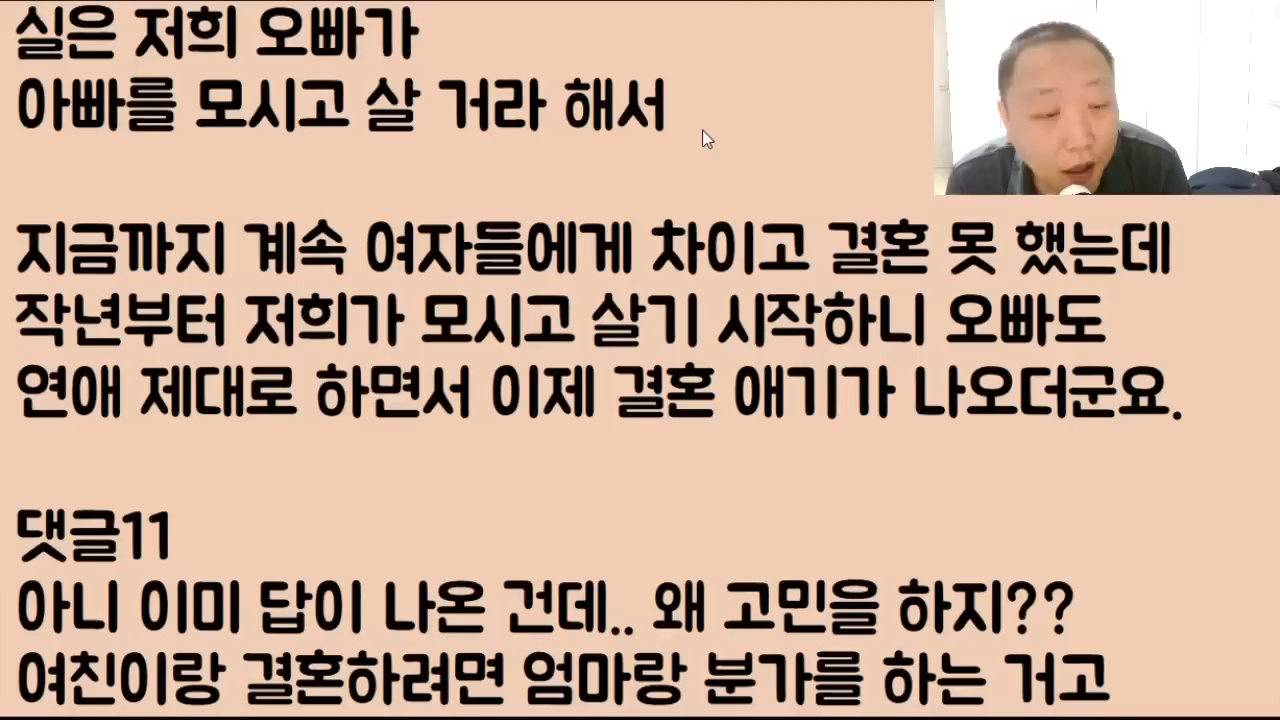 실은 저희 오빠가
아빠를 모시고 살 거라 해서
지금까지 계속 여자들에게 차이고 결혼 못 했는데
작년부터 저희가 모시고 살기 시작하니 오빠도
연애 제대로 하면서 이제 결혼 얘기가 나오더군요.
댓글11
아니 이미 답이 나온 건데.. 왜 고민을 하지??
여친이랑 결혼하려면 엄마랑 분가를 하는 거고